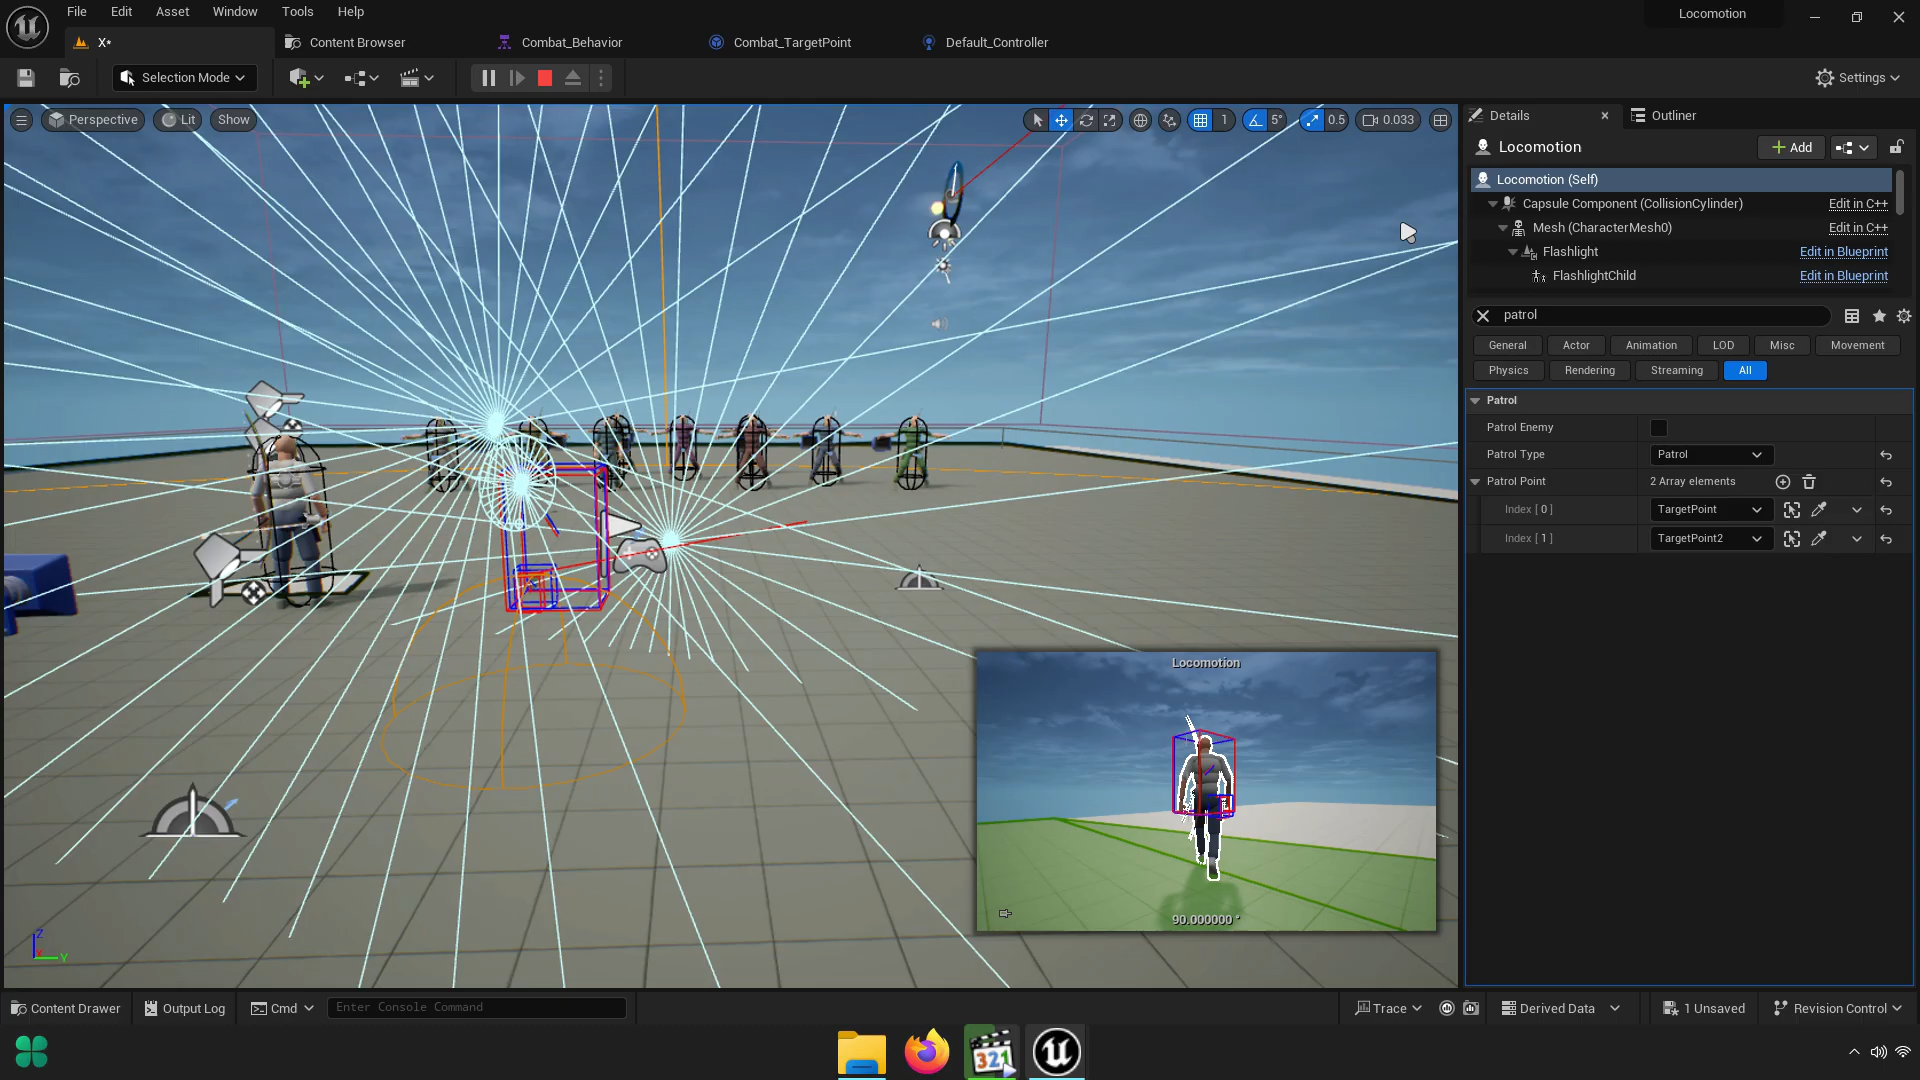 File Edit Asset Window Tools Help
Locomotion
X*
Content Browser
Combat_Behavior
Combat_TargetPoint
Default_Controller
Selection Mode
Settings
Perspective
Lit
Show
1
5°
0.5
0.033
Details
Outliner
Locomotion
Add
Locomotion (Self)
Capsule Component (CollisionCylinder) Edit in C++
Mesh (CharacterMesh0) Edit in C++
Flashlight Edit in Blueprint
FlashlightChild Edit in Blueprint
patrol
General Actor Animation LOD Misc Movement
Physics Rendering Streaming All
Patrol
Patrol Enemy
Patrol Type Patrol
Patrol Point 2 Array elements
Index [ 0 ] TargetPoint
Index [ 1 ] TargetPoint2
Locomotion
90.000000 °
Z
X
Y
Content Drawer
Output Log
Cmd
Enter Console Command
Trace
Derived Data
1 Unsaved
Revision Control
321